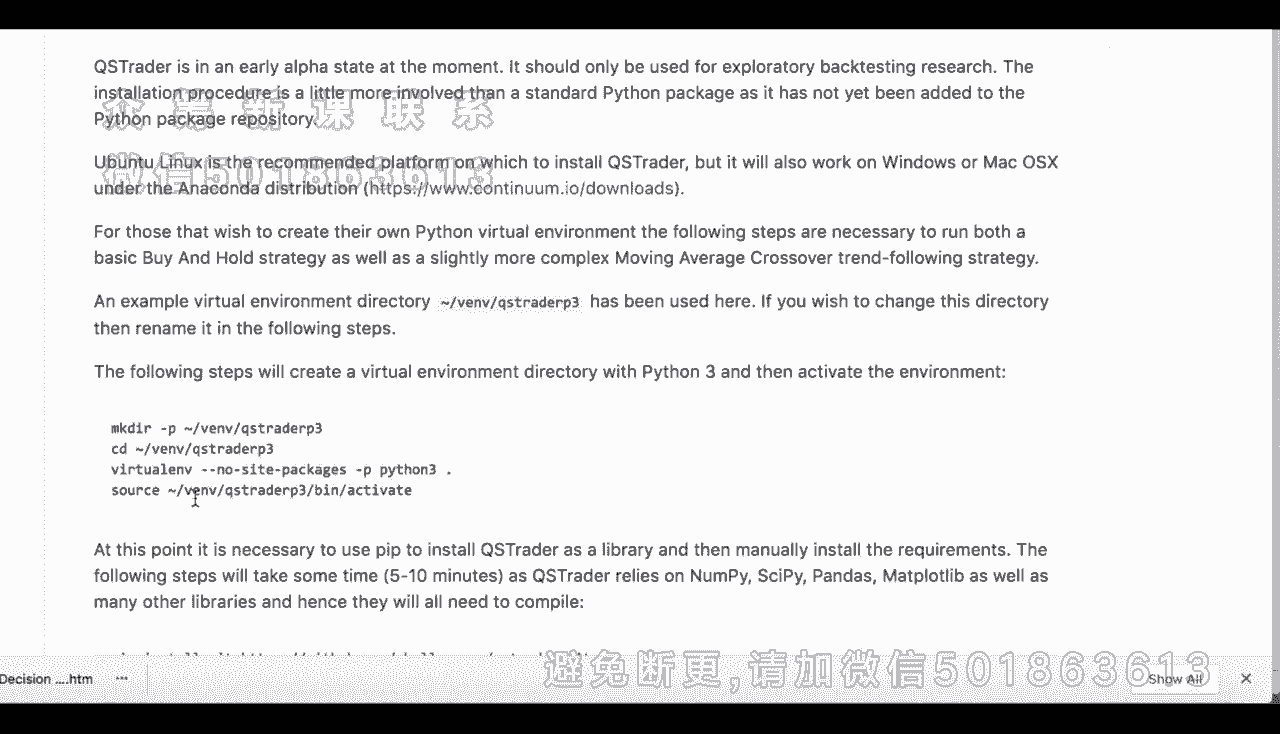 QSTrader is in an early alpha state at the moment. It should only be used for exploratory backtesting research. The
installation procedure is a little more involved than a standard Python package as it has not yet been added to the
众筹新课联系
Python package repository.
Ubuntu Linux is the recommended platform on which to install QSTrader, but it will also work on Windows or Mac OSX
微信501863613
under the Anaconda distribution (https://www.continuum.io/downloads).
For those that wish to create their own Python virtual environment the following steps are necessary to run both a
basic Buy And Hold strategy as well as a slightly more complex Moving Average Crossover trend-following strategy.
An example virtual environment directory ~/venv/qstraderp3 has been used here. If you wish to change this directory
then rename it in the following steps.
The following steps will create a virtual environment directory with Python 3 and then activate the environment:
mkdir -p ~/venv/qstraderp3
cd ~/venv/qstraderp3
virtualenv --no-site-packages -p python3 .
source ~/venv/qstraderp3/bin/activate
At this point it is necessary to use pip to install QSTrader as a library and then manually install the requirements. The
following steps will take some time (5-10 minutes) as QSTrader relies on NumPy, SciPy, Pandas, Matplotlib as well as
many other libraries and hence they will all need to compile:
避免断更,请加微信501863613
Decision ....htm
Show All